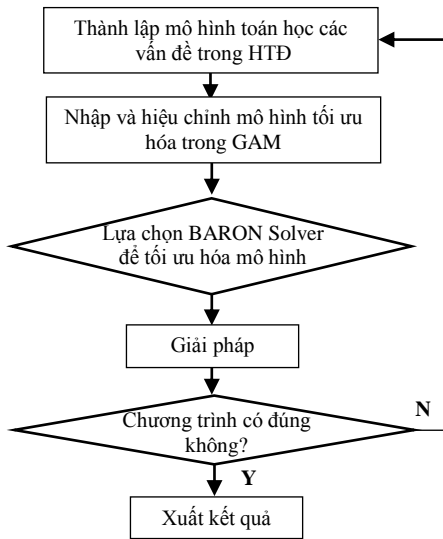 Thành lập mô hình toán học các
vấn đề trong HTĐ
Nhập và hiệu chỉnh mô hình tối ưu
hóa trong GAM
Lựa chọn BARON Solver
để tối ưu hóa mô hình
Giải pháp
Chương trình có đúng
không?
N
Y
Xuất kết quả